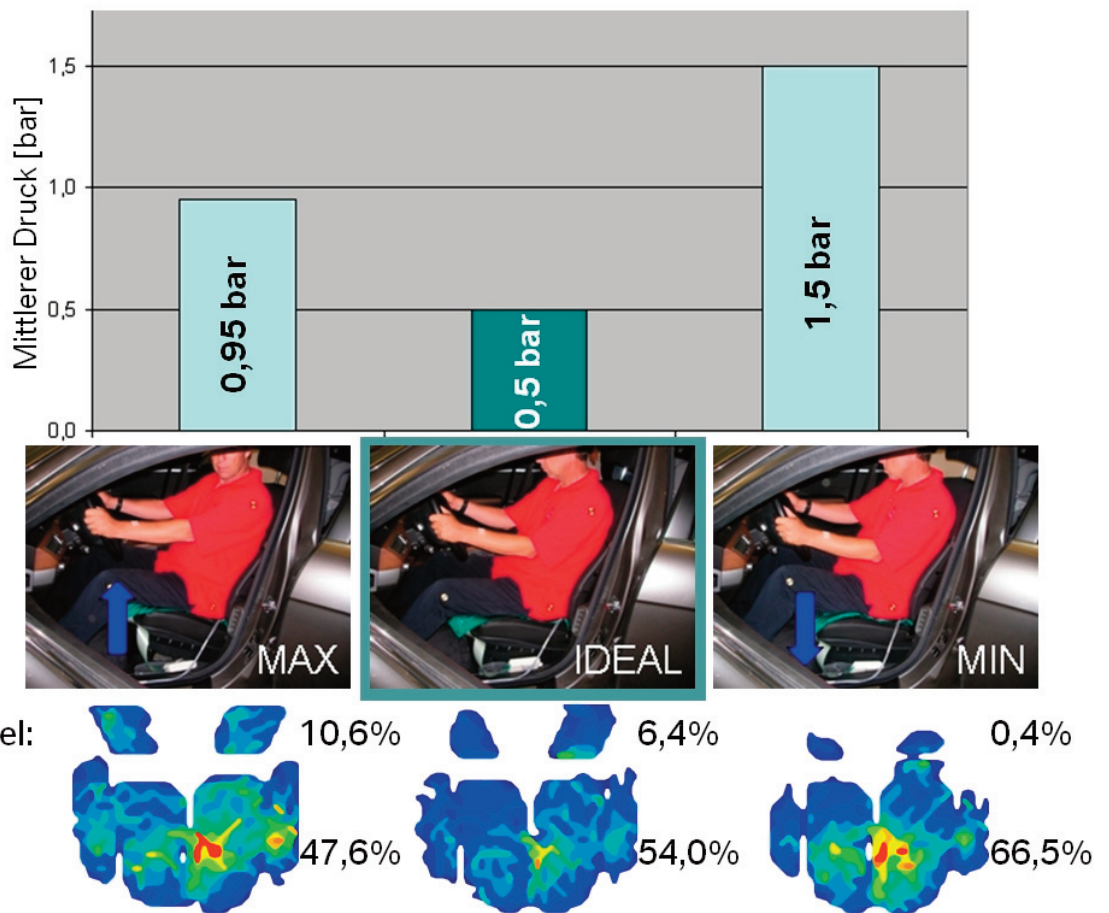 Mittlerer Druck [bar]
1,5
1,0
0,5
0,0
0,95 bar
0,5 bar
1,5 bar
MAX
IDEAL
MIN
el:
10,6%
6,4%
0,4%
47,6%
54,0%
66,5%